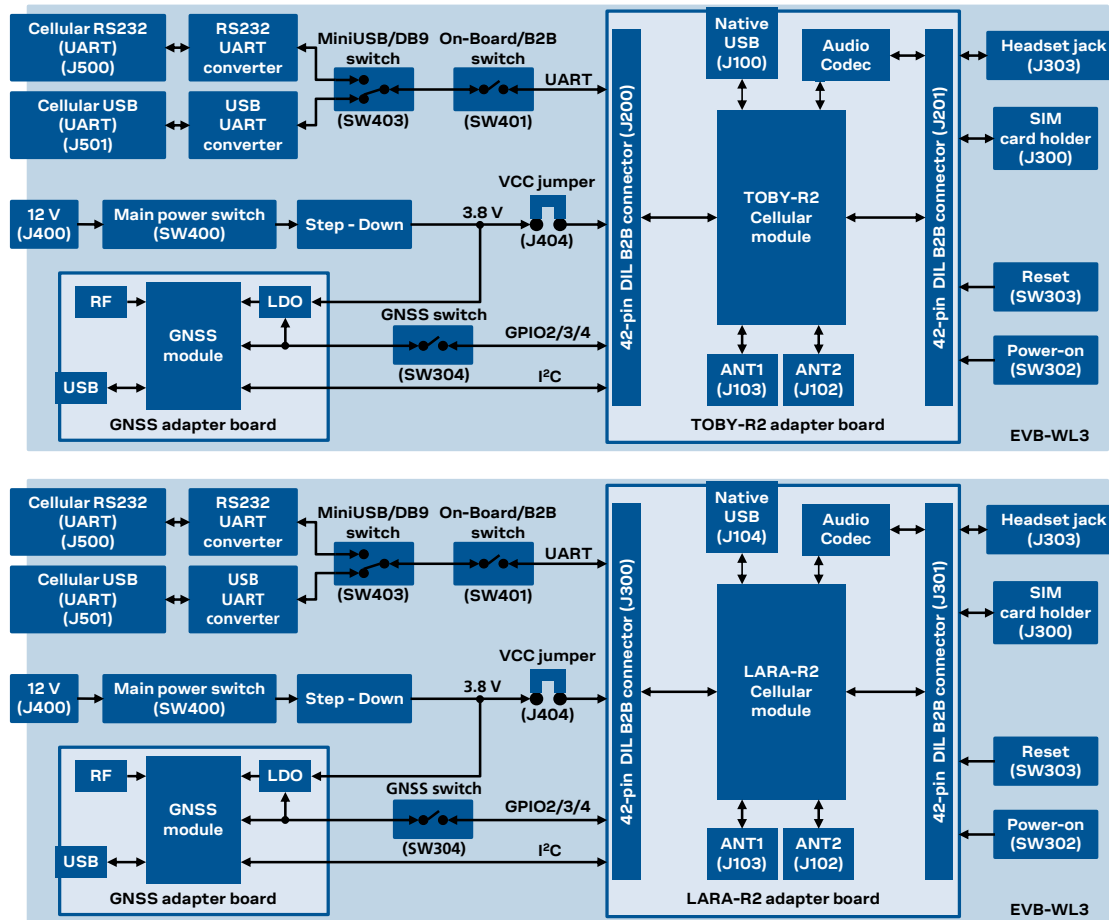 Cellular RS232
(UART)
(J500)
RS232
UART
converter
MiniUSB/DB9
switch
(SW403)
On-Board/B2B
switch
(SW401)
UART
Cellular USB
(UART)
(J501)
USB
UART
converter
12 V
(J400)
Main power switch
(SW400)
Step - Down
3.8 V
VCC jumper
(J404)
RF
GNSS
module
LDO
USB
GNSS adapter board
GNSS switch
(SW304)
GPIO2/3/4
I²C
42-pin DIL B2B connector (J200)
Native
USB
(J100)
Audio
Codec
TOBY-R2
Cellular
module
ANT1
(J103)
ANT2
(J102)
42-pin DIL B2B connector (J201)
TOBY-R2 adapter board
Headset jack
(J303)
SIM
card holder
(J300)
Reset
(SW303)
Power-on
(SW302)
EVB-WL3
Cellular RS232
(UART)
(J500)
RS232
UART
converter
MiniUSB/DB9
switch
(SW403)
On-Board/B2B
switch
(SW401)
UART
Cellular USB
(UART)
(J501)
USB
UART
converter
12 V
(J400)
Main power switch
(SW400)
Step - Down
3.8 V
VCC jumper
(J404)
RF
GNSS
module
LDO
USB
GNSS adapter board
GNSS switch
(SW304)
GPIO2/3/4
I²C
42-pin DIL B2B connector (J300)
Native
USB
(J104)
Audio
Codec
LARA-R2
Cellular
module
ANT1
(J103)
ANT2
(J102)
42-pin DIL B2B connector (J301)
LARA-R2 adapter board
Headset jack
(J303)
SIM
card holder
(J300)
Reset
(SW303)
Power-on
(SW302)
EVB-WL3